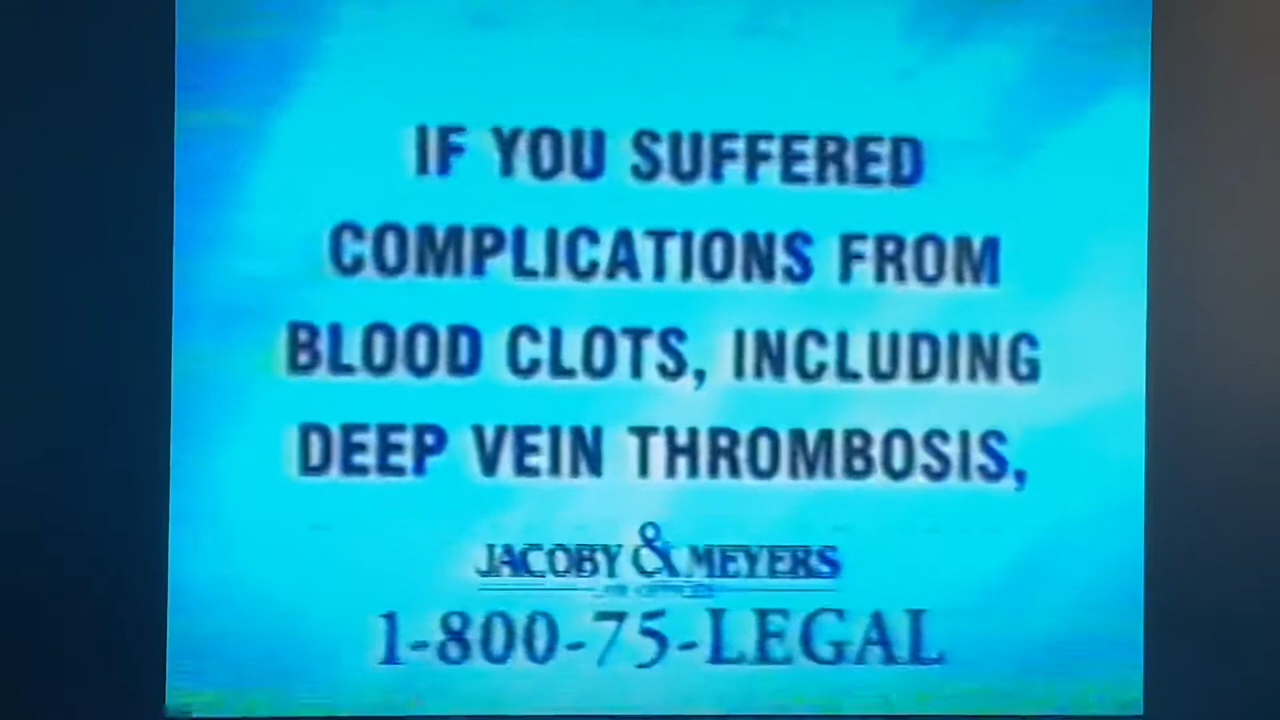 IF YOU SUFFERED
COMPLICATIONS FROM
BLOOD CLOTS, INCLUDING
DEEP VEIN THROMBOSIS,
JACOBY & MEYERS
1-800-75-LEGAL